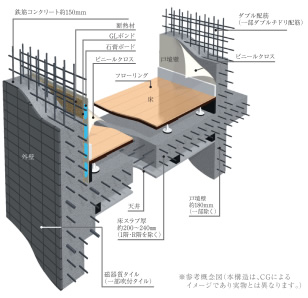 鉄筋コンクリート約150mm
断熱材
GLボンド
石膏ボード
ビニールクロス
フローリング
床
外壁
戸境壁
ダブル配筋
(一部ダブルチドリ配筋)
ビニールクロス
天井
床スラブ厚
約200〜240mm
(1階・R階を除く)
戸境壁
約180mm
(一部除く)
磁器質タイル
(一部吹付タイル)
※参考概念図(本構造は、CGによる
イメージであり実物とは異なります。)